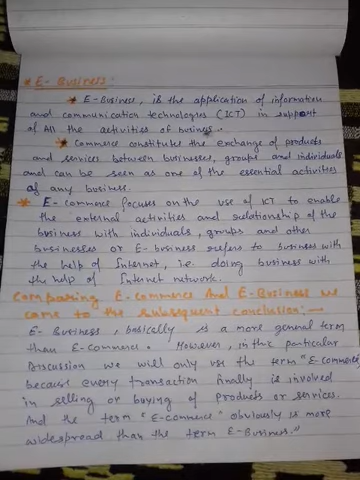 * E- Business:
* E-Business, is the application of information
and communication technologies (ICT) in support
of All the activities of business.
* Commerce constitutes the exchange of products
and services between businesses, groups and individuals
and can be seen as one of the essential activities
of any business.
* E- Commerce focuses on the use of ICT to enable
the external activities and relationship of the
business with individuals, groups and other
businesses or E-business refers to business with
the help of Internet, i.e. doing business with
the help of Internet network.
Comparing E-commerce And E-Business we
came to the subsequent conclusion:-
E- Business, basically is a more general term
than E-Commerce. However, in this particular
Discussion we will only use the term "E-commerce
because every transaction finally is involved
in selling or buying of products or services.
And the term "E-commerce" obviously is more
widespread than the term E-Business."